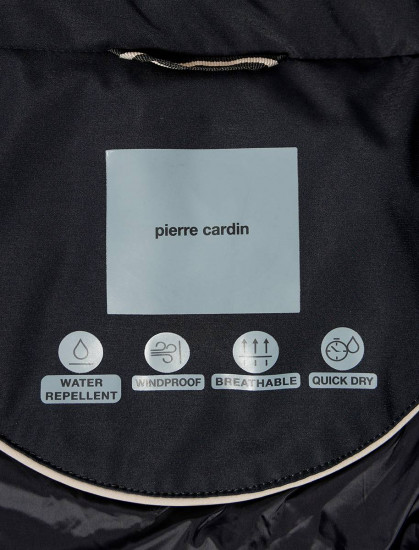 pierre cardin
WATER
REPELLENT
WINDPROOF
BREATHABLE
QUICK DRY